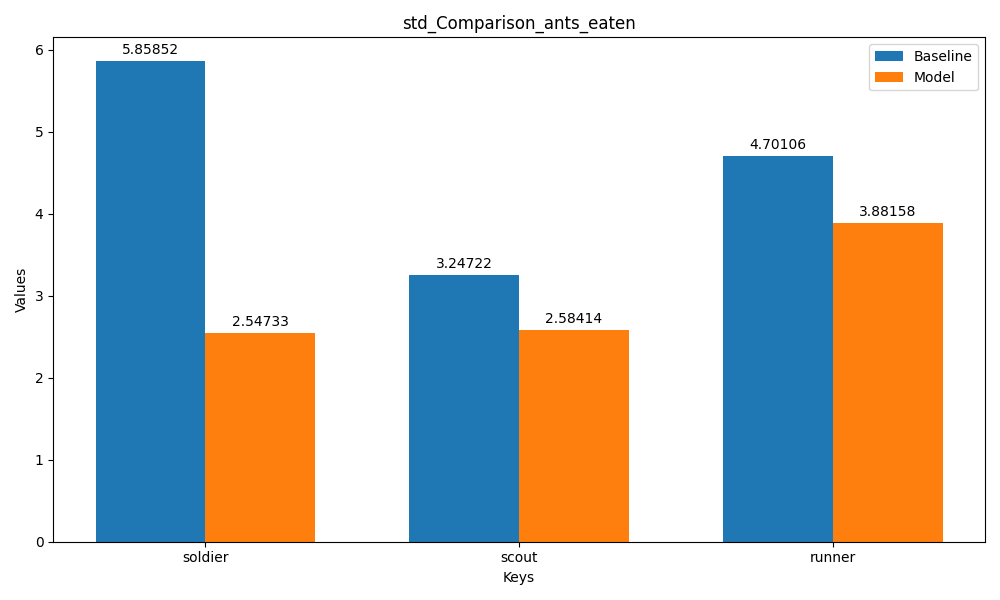 std_Comparison_ants_eaten
Baseline
Model
5.85852
2.54733
3.24722
2.58414
4.70106
3.88158
6
5
4
3
2
1
0
Values
soldier
scout
runner
Keys